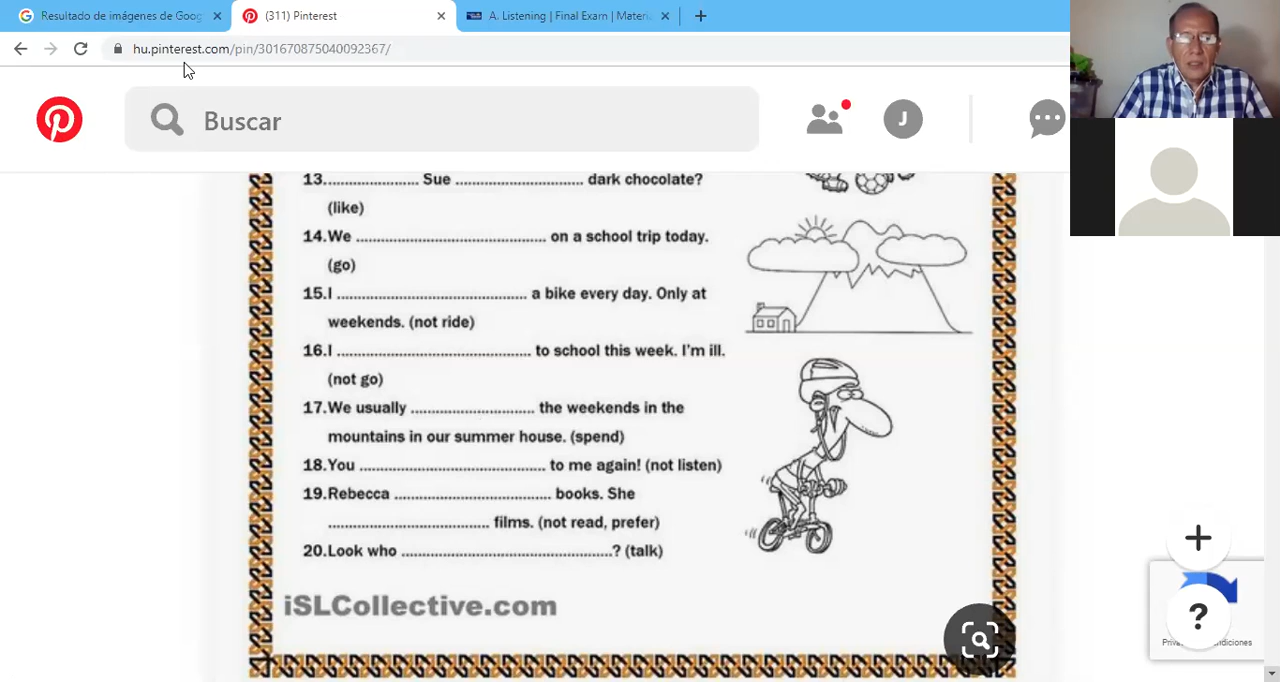 Resultado de imágenes de Goog
(311) Pinterest
A. Listening | Final Exam | Materi
hu.pinterest.com/pin/301670875040092367/
Buscar
J
13.................... Sue ............................ dark chocolate?
(like)
14.We .......................................... on a school trip today.
(go)
15.I .......................................... a bike every day. Only at
weekends. (not ride)
16.I ........................................... to school this week. I'm ill.
(not go)
17.We usually ........................... the weekends in the
mountains in our summer house. (spend)
18.You ......................................... to me again! (not listen)
19.Rebecca .................................. books. She
................................... films. (not read, prefer)
20.Look who ..............................................? (talk)
iSLCollective.com